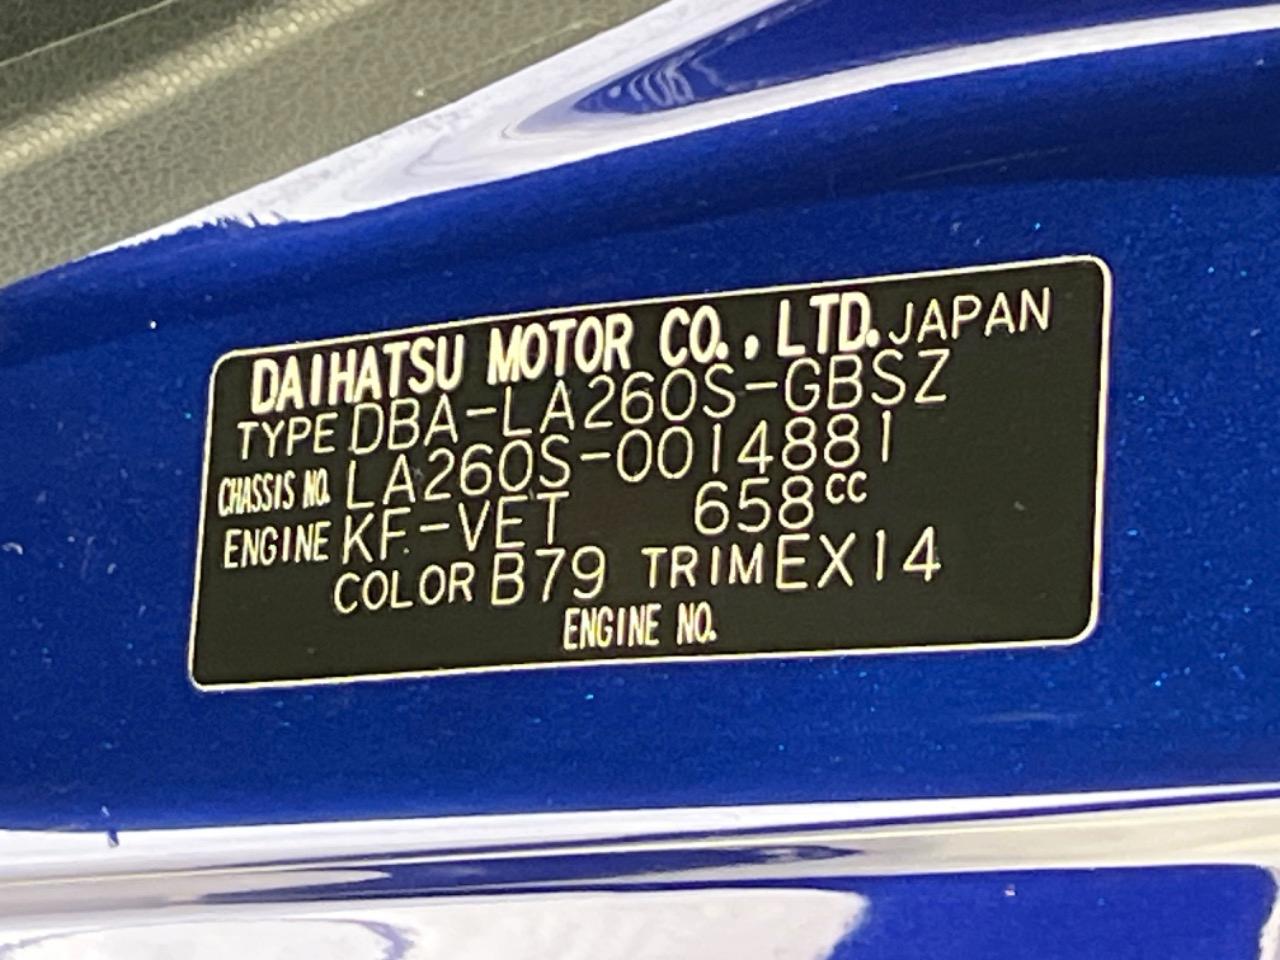 DAIHATSU MOTOR CO., LTD. JAPAN
TYPE DBA-LA260S-GBSZ
CHASSIS NO. LA260S-0014881
ENGINE KF-VET 658cc
COLOR B79 TRIM EX14
ENGINE NO.